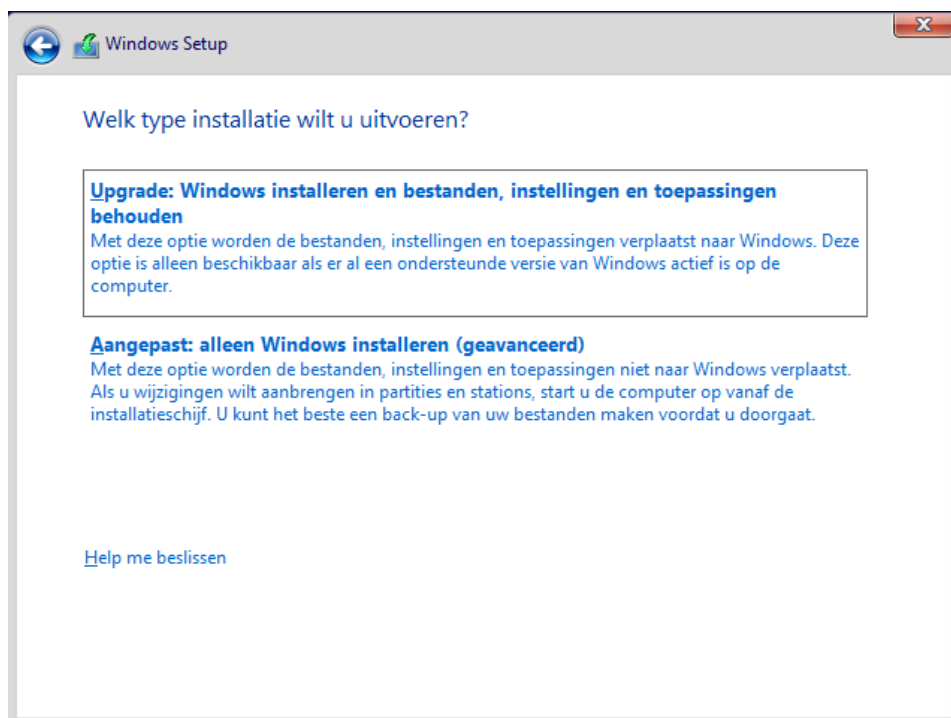 Windows Setup
Welk type installatie wilt u uitvoeren?
Upgrade: Windows installeren en bestanden, instellingen en toepassingen
behouden
Met deze optie worden de bestanden, instellingen en toepassingen verplaatst naar Windows. Deze
optie is alleen beschikbaar als er al een ondersteunde versie van Windows actief is op de
computer.
Aangepast: alleen Windows installeren (geavanceerd)
Met deze optie worden de bestanden, instellingen en toepassingen niet naar Windows verplaatst.
Als u wijzigingen wilt aanbrengen in partities en stations, start u de computer op vanaf de
installatieschijf. U kunt het beste een back-up van uw bestanden maken voordat u doorgaat.
Help me beslissen